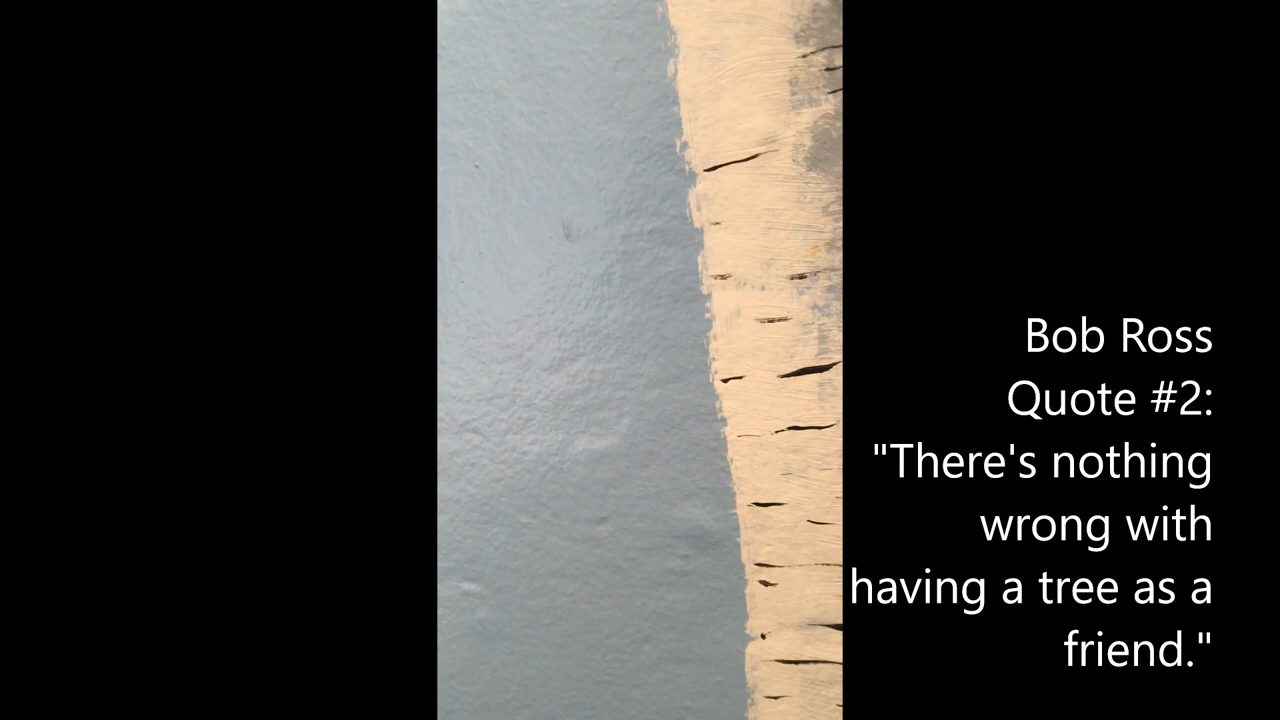 Bob Ross
Quote #2:
"There's nothing
wrong with
having a tree as a
friend."